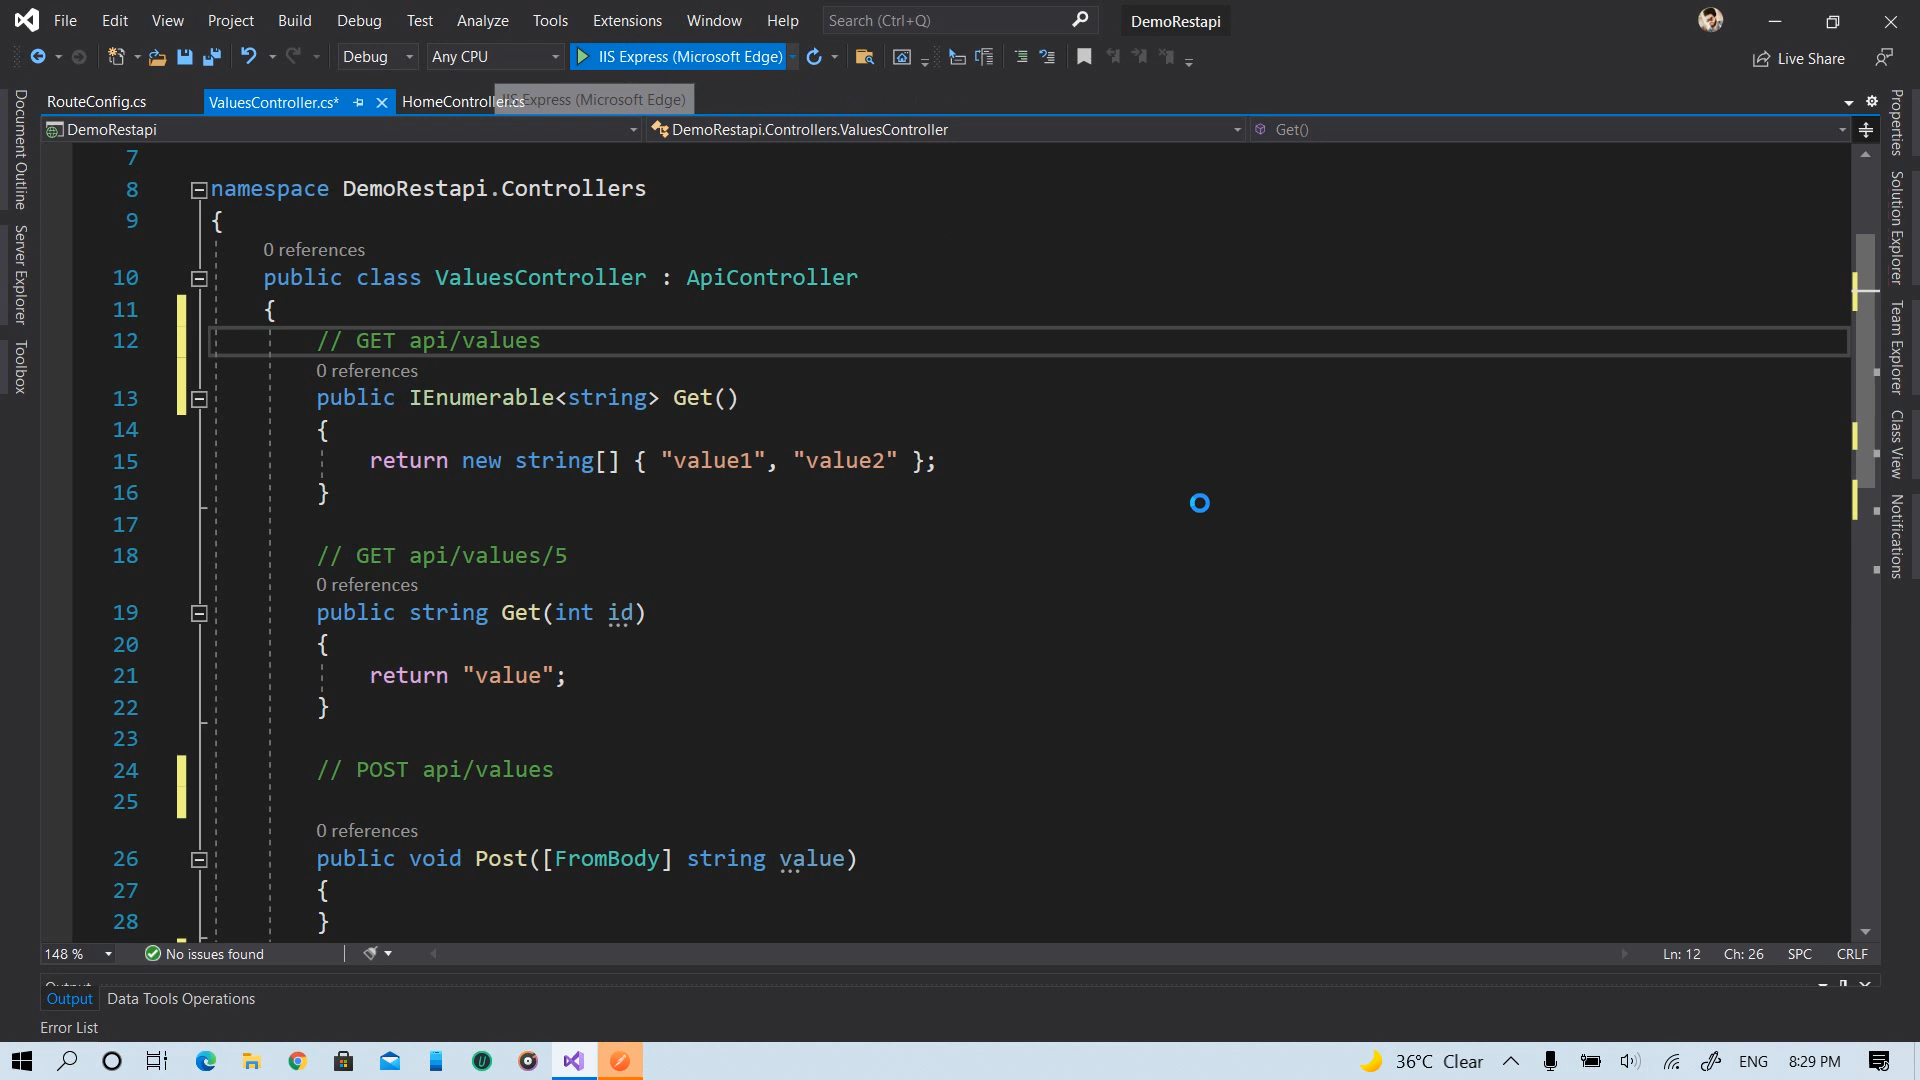 File Edit View Project Build Debug Test Analyze Tools Extensions Window Help Search (Ctrl+Q) DemoRestapi
Debug Any CPU IIS Express (Microsoft Edge) Live Share
RouteConfig.cs ValuesController.cs* HomeController.cs IIS Express (Microsoft Edge)
DemoRestapi DemoRestapi.Controllers.ValuesController Get()
Document Outline
Server Explorer
Toolbox
Properties
Solution Explorer
Team Explorer
Class View
Notifications
7
8 namespace DemoRestapi.Controllers
9 {
0 references
10 public class ValuesController : ApiController
11 {
12 // GET api/values
0 references
13 public IEnumerable<string> Get()
14 {
15 return new string[] { "value1", "value2" };
16 }
17
18 // GET api/values/5
0 references
19 public string Get(int id)
20 {
21 return "value";
22 }
23
24 // POST api/values
25
0 references
26 public void Post([FromBody] string value)
27 {
28 }
148 % No issues found Ln: 12 Ch: 26 SPC CRLF
Output
Output Data Tools Operations
Error List
36°C Clear ENG 8:29 PM